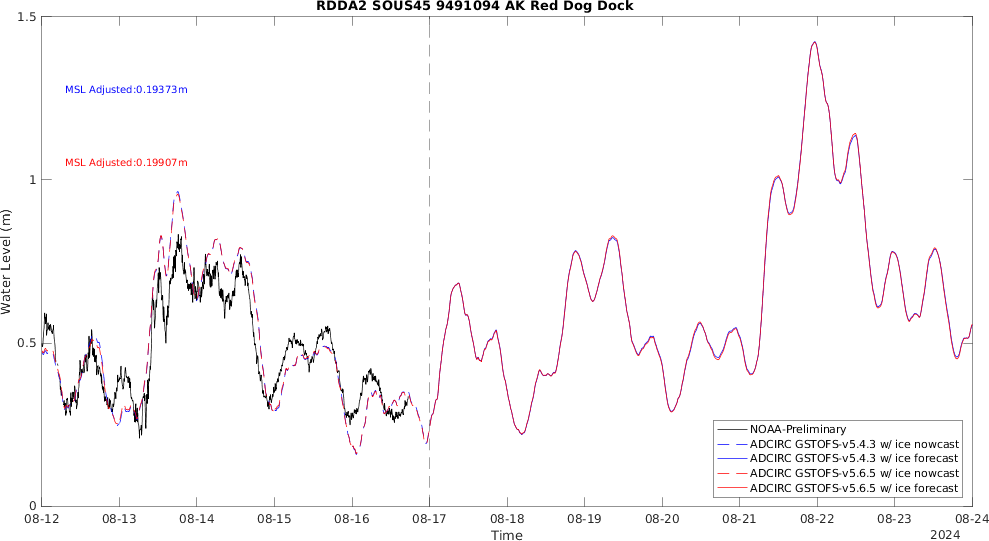 RDDA2 SOUS45 9491094 AK Red Dog Dock
1.5
MSL Adjusted:0.19373m
MSL Adjusted:0.19907m
1
Water Level (m)
0.5
NOAA-Preliminary
ADCIRC GSTOFS-v5.4.3 w/ ice nowcast
ADCIRC GSTOFS-v5.4.3 w/ ice forecast
ADCIRC GSTOFS-v5.6.5 w/ ice nowcast
ADCIRC GSTOFS-v5.6.5 w/ ice forecast
0
08-12 08-13 08-14 08-15 08-16 08-17 08-18 08-19 08-20 08-21 08-22 08-23 08-24
Time
2024